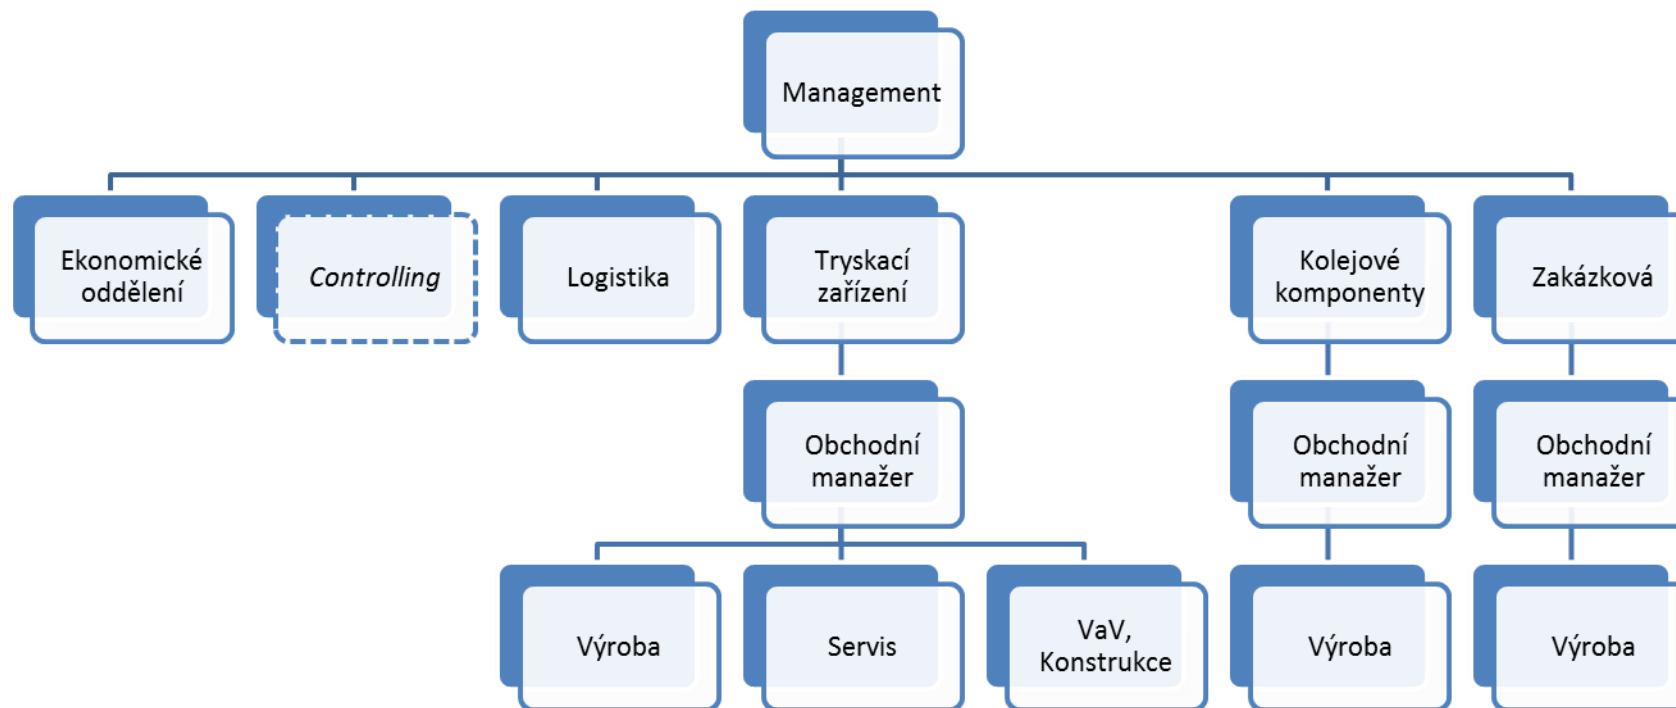 Management
Ekonomické
oddělení
Controlling
Logistika
Tryskací
zařízení
Kolejové
komponenty
Zakázková
Obchodní
manažer
Obchodní
manažer
Obchodní
manažer
Výroba
Servis
VaV,
Konstrukce
Výroba
Výroba